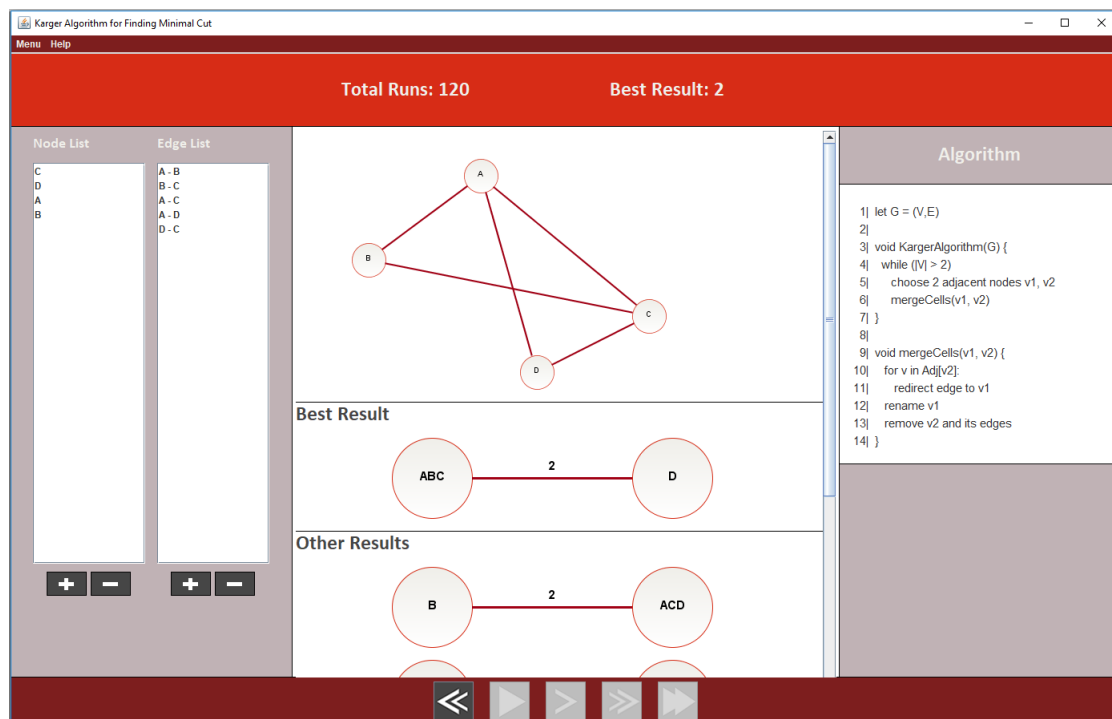 Karger Algorithm for Finding Minimal Cut
Menu Help
Total Runs: 120 Best Result: 2
Node List
C
D
A
B
Edge List
A - B
B - C
A - C
A - D
D - C
A
B
C
D
Best Result
ABC 2 D
Other Results
B 2 ACD
Algorithm
1| let G = (V,E)
2|
3| void KargerAlgorithm(G) {
4| while (|V| > 2)
5| choose 2 adjacent nodes v1, v2
6| mergeCells(v1, v2)
7| }
8|
9| void mergeCells(v1, v2) {
10| for v in Adj[v2]:
11| redirect edge to v1
12| rename v1
13| remove v2 and its edges
14| }